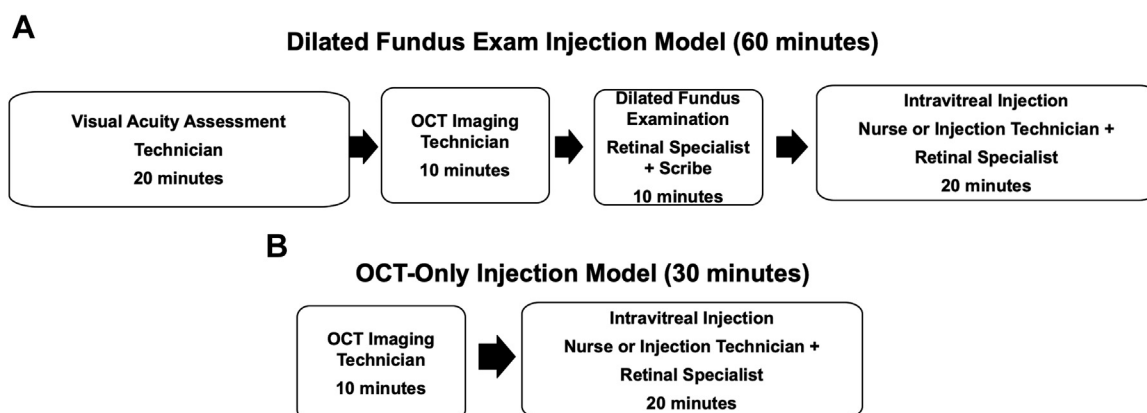 A
Dilated Fundus Exam Injection Model (60 minutes)
Visual Acuity Assessment
Technician
20 minutes
OCT Imaging
Technician
10 minutes
Dilated Fundus
Examination
Retinal Specialist
+ Scribe
10 minutes
Intravitreal Injection
Nurse or Injection Technician +
Retinal Specialist
20 minutes
B
OCT-Only Injection Model (30 minutes)
OCT Imaging
Technician
10 minutes
Intravitreal Injection
Nurse or Injection Technician +
Retinal Specialist
20 minutes